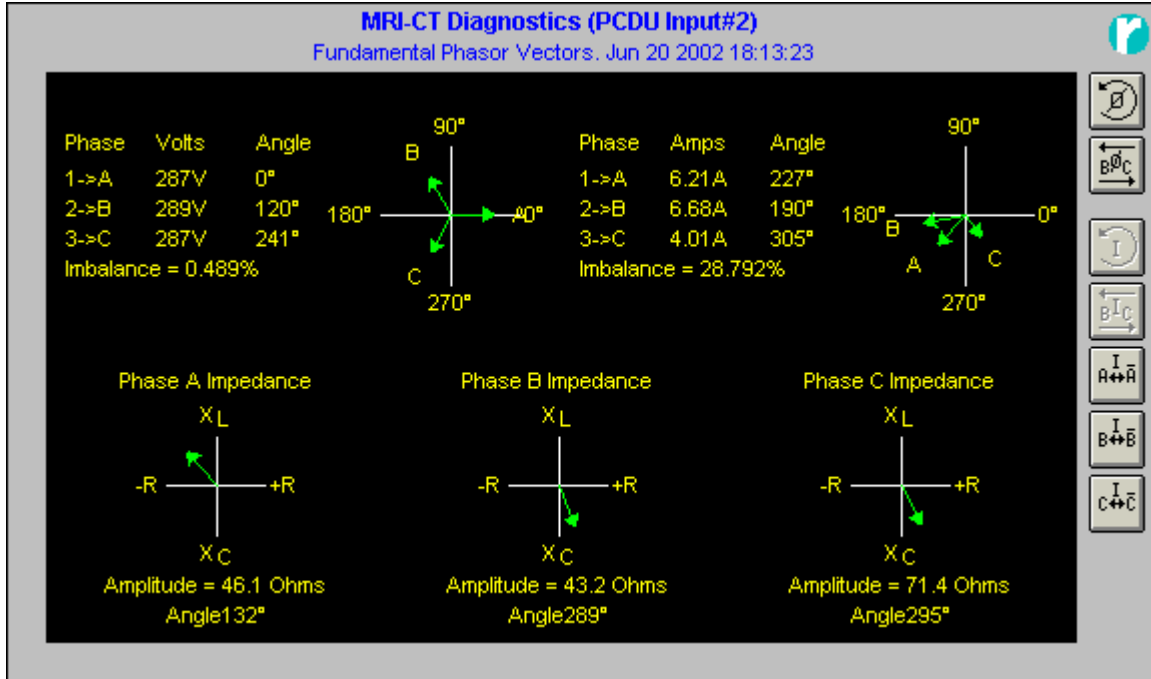 MRI-CT Diagnostics (PCDU Input#2)
Fundamental Phasor Vectors. Jun 20 2002 18:13:23
Phase Volts Angle
1->A 287V 0°
2->B 289V 120°
3->C 287V 241°
Imbalance = 0.489%
90°
B
180°
A0°
C
270°
Phase Amps Angle
1->A 6.21A 227°
2->B 6.68A 190°
3->C 4.01A 305°
Imbalance = 28.792%
90°
180°
0°
B
A
C
270°
Phase A Impedance
XL
-R +R
XC
Amplitude = 46.1 Ohms
Angle132°
Phase B Impedance
XL
-R +R
XC
Amplitude = 43.2 Ohms
Angle289°
Phase C Impedance
XL
-R +R
XC
Amplitude = 71.4 Ohms
Angle295°
r
Ø
BØC
I
BIC
I
A↔Ā
I
B↔B̄
I
C↔C̄